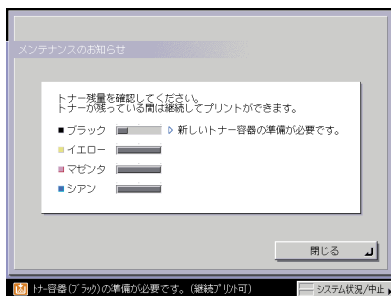 メンテナンスのお知らせ
トナー残量を確認してください。
トナーが残っている間は継続してプリントができます。
■ブラック ▷ 新しいトナー容器の準備が必要です。
■イエロー
■マゼンタ
■シアン
閉じる
トナー容器(ブラック)の準備が必要です。(継続プリント可)
システム状況/中止